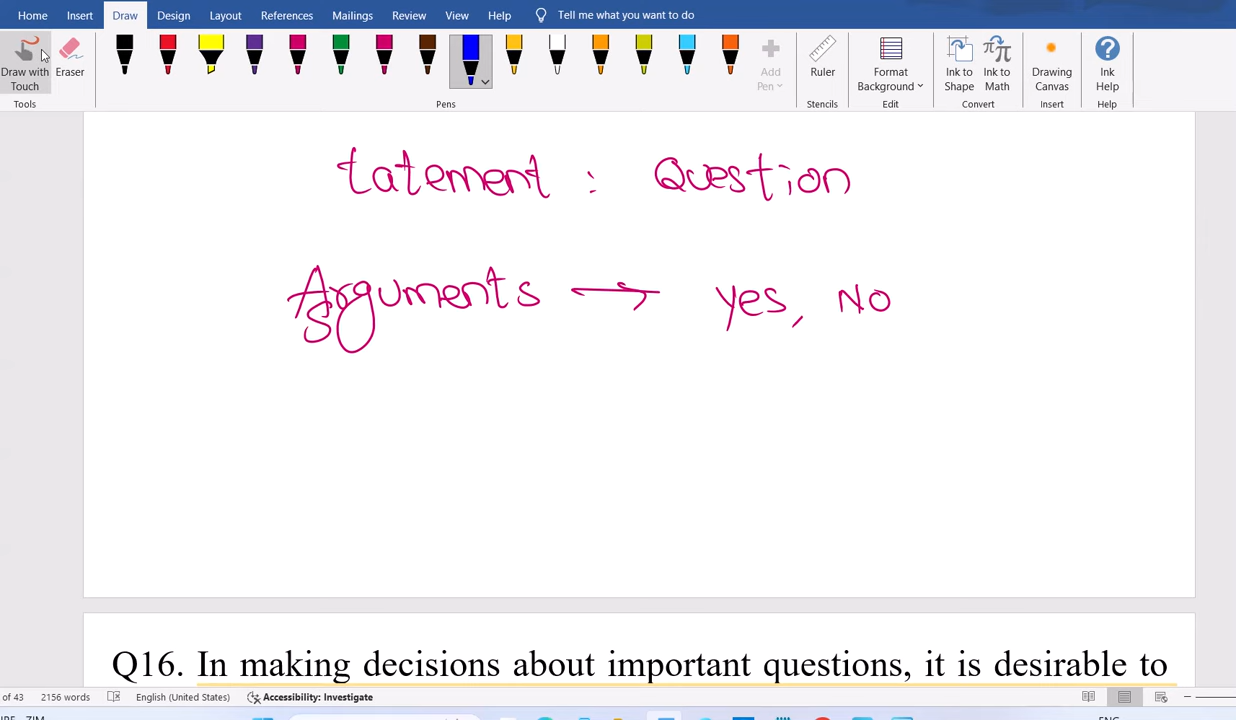 Home Insert Draw Design Layout References Mailings Review View Help Tell me what you want to do
Draw with Touch Eraser Add Pen Ruler Format Background Ink to Shape Ink to Math Drawing Canvas Ink Help
Tools Pens Stencils Edit Convert Insert Help
tatement : Question
Arguments → yes, No
S
Q16. In making decisions about important questions, it is desirable to
of 43 2156 words English (United States) Accessibility: Investigate
ENG